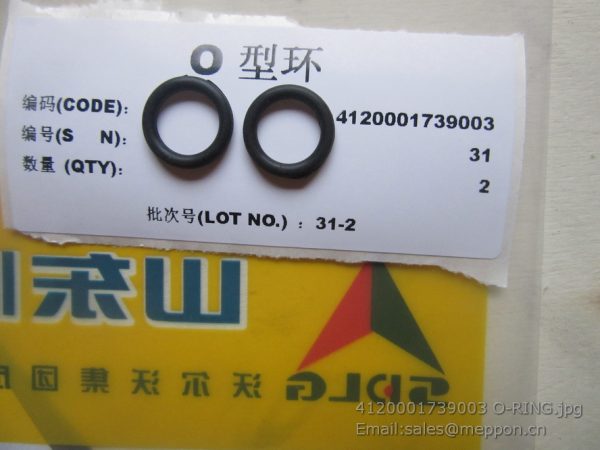 O 型环
编码(CODE): 4120001739003
编号(S N): 31
数量 (QTY): 2
批次号(LOT NO.) : 31-2
山东
SDLG 沃尔沃集团
4120001739003 O-RING.jpg
Email:sales@meppon.cn